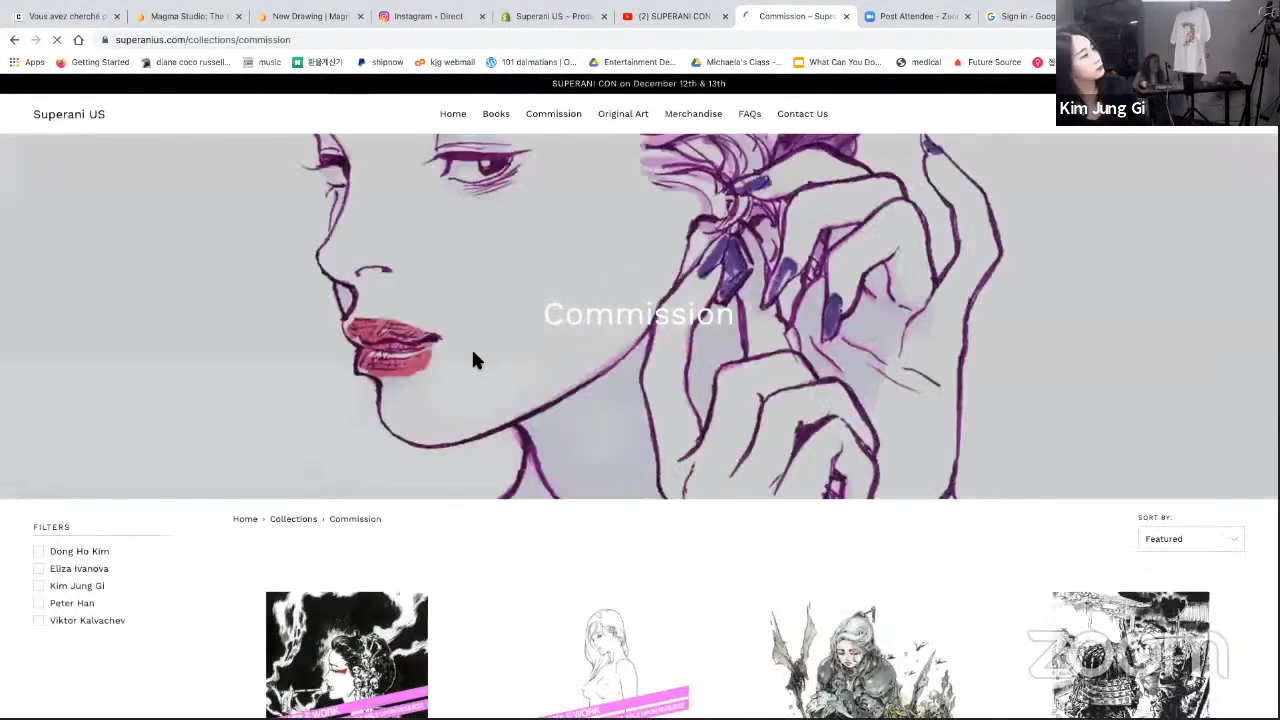 Vous avez cherché p
Magma Studio: The
New Drawing | Magm
Instagram • Direct
Superani US ~ Produ
(2) SUPERANI CON
Commission – Super
Post Attendee - Zoo
Sign in - Goog
superanius.com/collections/commission
Apps
Getting Started
diana coco russell...
music
환율계산기
shipnow
kjg webmail
101 dalmatians | O...
Entertainment De...
Michaela's Class -...
What Can You Do...
medical
Future Source
Kim Jung Gi
SUPERANI CON on December 12th & 13th
Superani US
Home
Books
Commission
Original Art
Merchandise
FAQs
Contact Us
Commission
Home › Collections › Commission
SORT BY:
Featured
FILTERS
Dong Ho Kim
Eliza Ivanova
Kim Jung Gi
Peter Han
Viktor Kalvachev
zoom